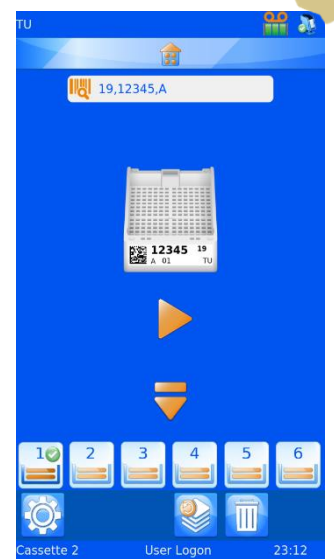 TU
19,12345,A
12345 19
A 01 TU
1 2 3 4 5 6
Cassette 2 User Logon 23:12